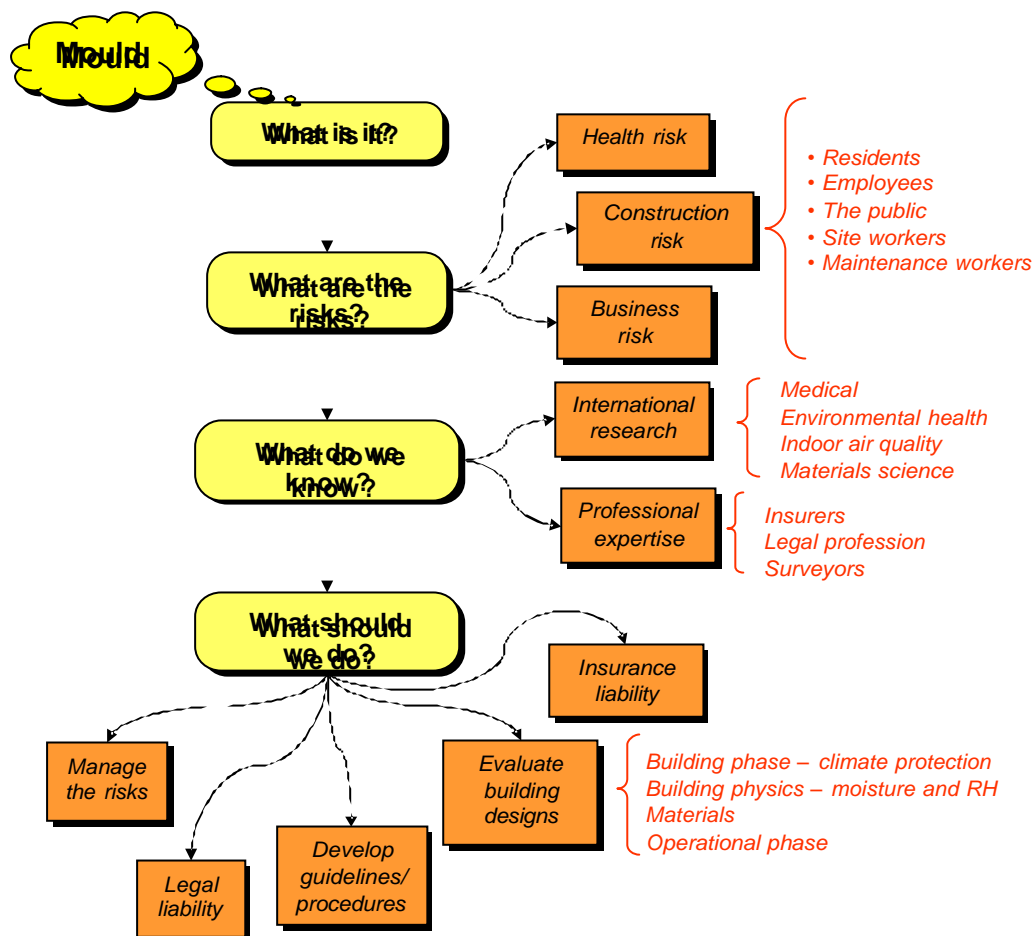 Mould
What is it?
Health risk
Construction
risk
• Residents
• Employees
• The public
• Site workers
• Maintenance workers
What are the
risks?
Business
risk
International
research
Medical
Environmental health
Indoor air quality
Materials science
What do we
know?
Professional
expertise
Insurers
Legal profession
Surveyors
What should
we do?
Insurance
liability
Manage
the risks
Evaluate
building
designs
Building phase – climate protection
Building physics – moisture and RH
Materials
Operational phase
Legal
liability
Develop
guidelines/
procedures